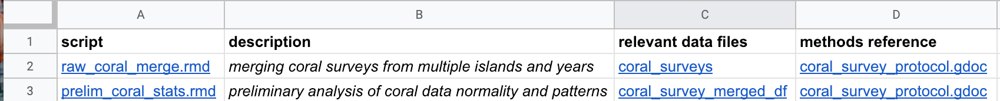 A B C D
1 script description relevant data files methods reference
2 raw_coral_merge.rmd merging coral surveys from multiple islands and years coral_surveys coral_survey_protocol.gdoc
3 prelim_coral_stats.rmd preliminary analysis of coral data normality and patterns coral_survey_merged_df coral_survey_protocol.gdoc